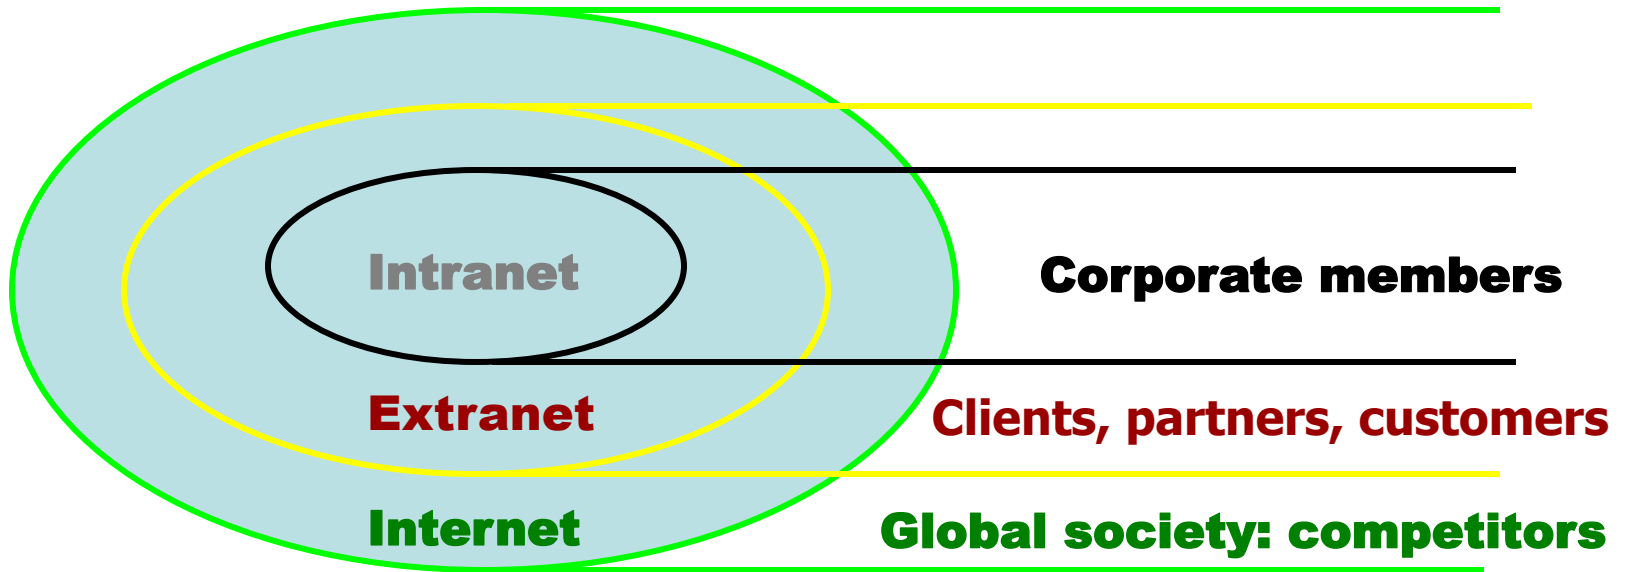 Intranet
Corporate members
Extranet
Clients, partners, customers
Internet
Global society: competitors